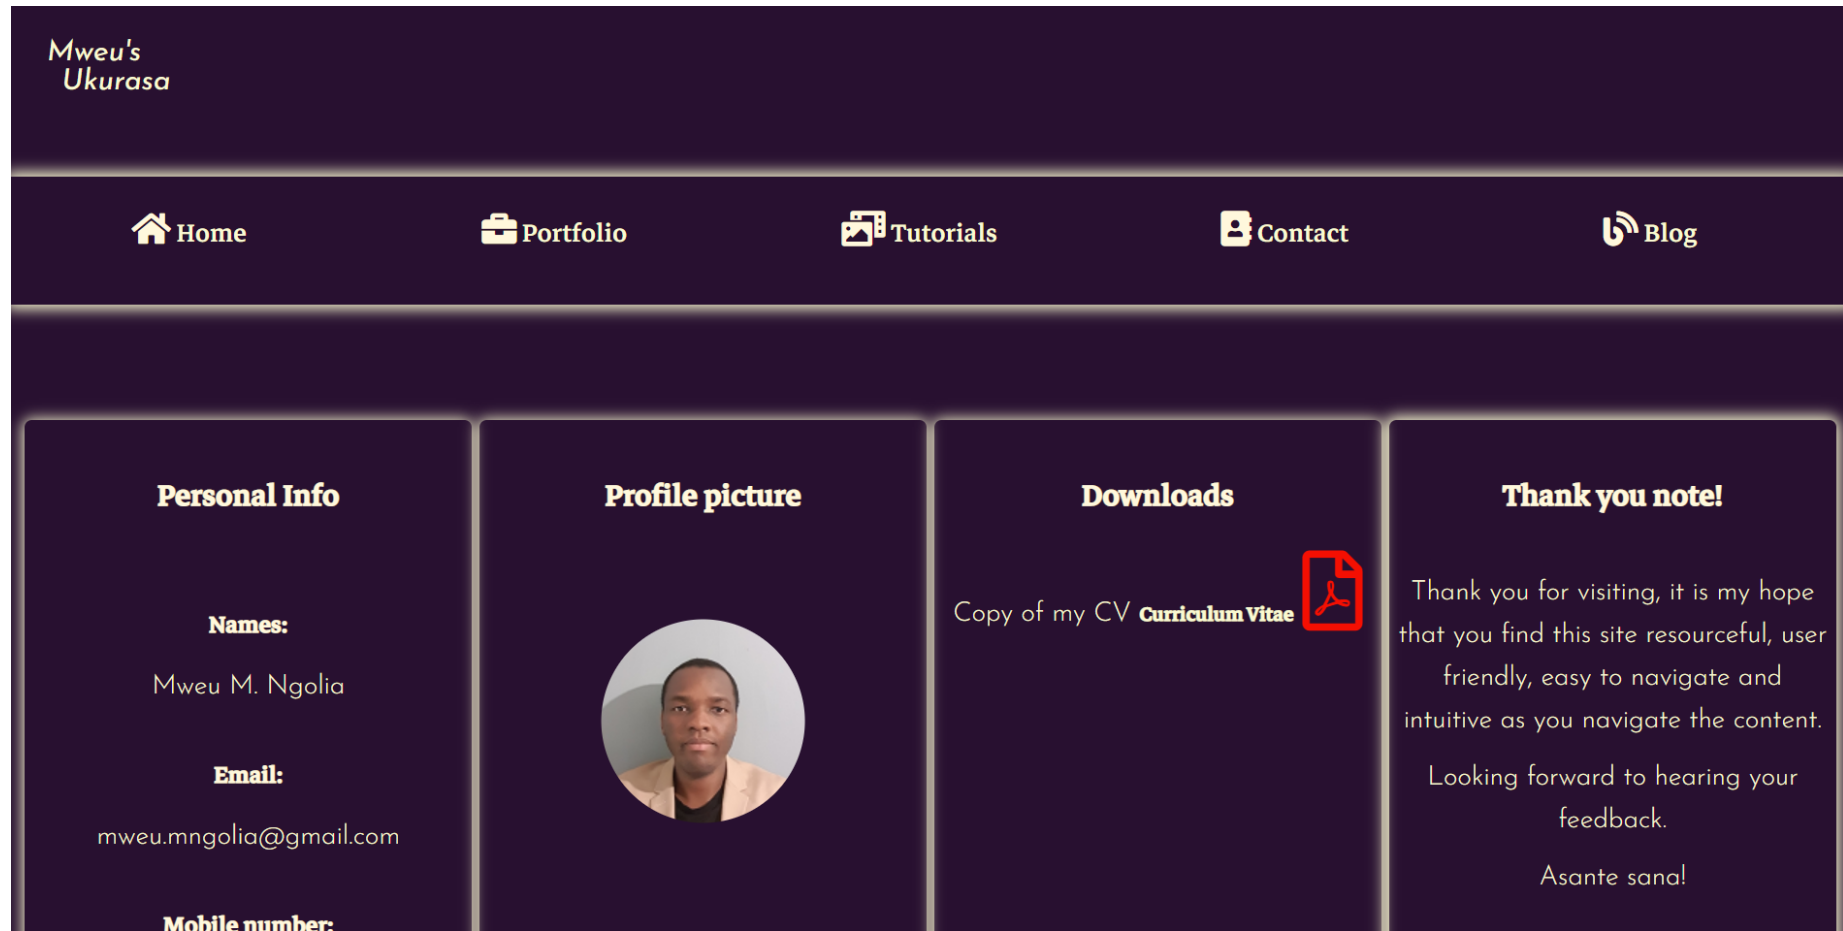 Mweu's
Ukurasa
Home
Portfolio
Tutorials
Contact
Blog
Personal Info
Names:
Mweu M. Ngolia
Email:
mweu.mngolia@gmail.com
Mobile number:
Profile picture
Downloads
Copy of my CV Curriculum Vitae
Thank you note!
Thank you for visiting, it is my hope
that you find this site resourceful, user
friendly, easy to navigate and
intuitive as you navigate the content.
Looking forward to hearing your
feedback.
Asante sana!